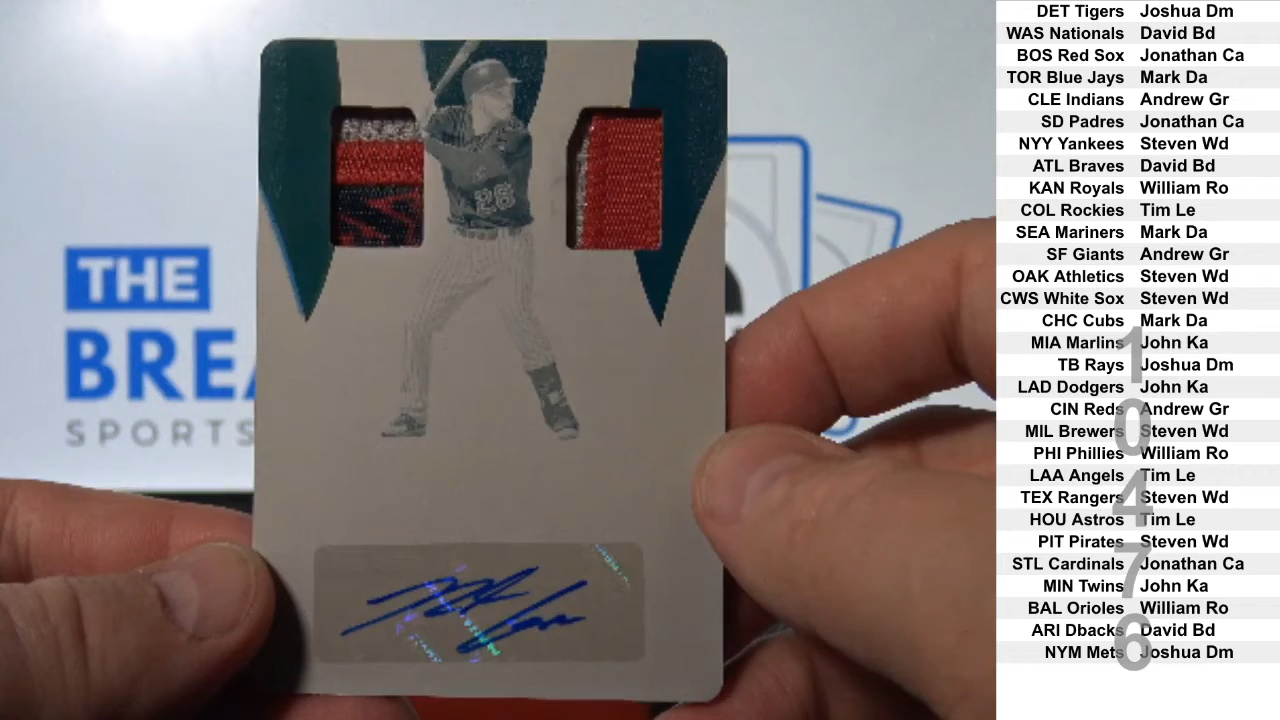 THE
BREA
SPORTS
28
DET Tigers Joshua Dm
WAS Nationals David Bd
BOS Red Sox Jonathan Ca
TOR Blue Jays Mark Da
CLE Indians Andrew Gr
SD Padres Jonathan Ca
NYY Yankees Steven Wd
ATL Braves David Bd
KAN Royals William Ro
COL Rockies Tim Le
SEA Mariners Mark Da
SF Giants Andrew Gr
OAK Athletics Steven Wd
CWS White Sox Steven Wd
CHC Cubs Mark Da
MIA Marlins John Ka
TB Rays Joshua Dm
LAD Dodgers John Ka
CIN Reds Andrew Gr
MIL Brewers Steven Wd
PHI Phillies William Ro
LAA Angels Tim Le
TEX Rangers Steven Wd
HOU Astros Tim Le
PIT Pirates Steven Wd
STL Cardinals Jonathan Ca
MIN Twins John Ka
BAL Orioles William Ro
ARI Dbacks David Bd
NYM Mets Joshua Dm
10476